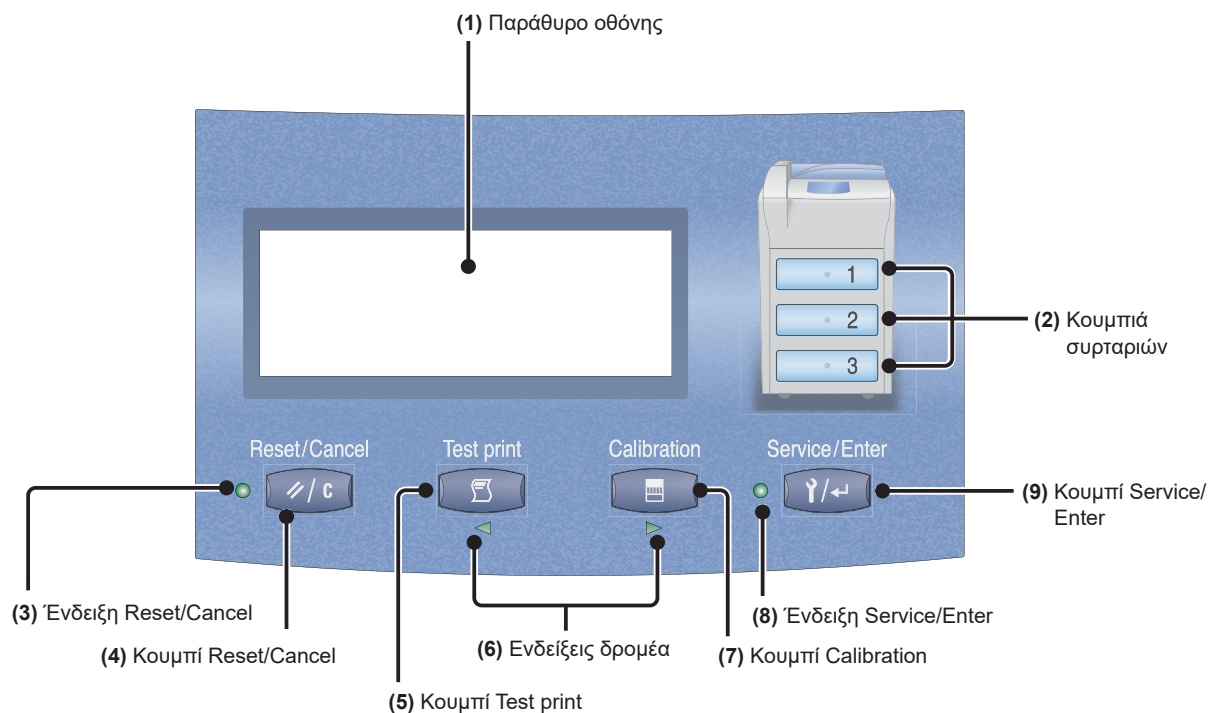 (1) Παράθυρο οθόνης
1
2
3
(2) Κουμπιά
συρταριών
Reset/Cancel
Test print
Calibration
Service/Enter
/ C
/
(9) Κουμπί Service/
Enter
(3) Ένδειξη Reset/Cancel
(8) Ένδειξη Service/Enter
(4) Κουμπί Reset/Cancel
(6) Ενδείξεις δρομέα
(7) Κουμπί Calibration
(5) Κουμπί Test print